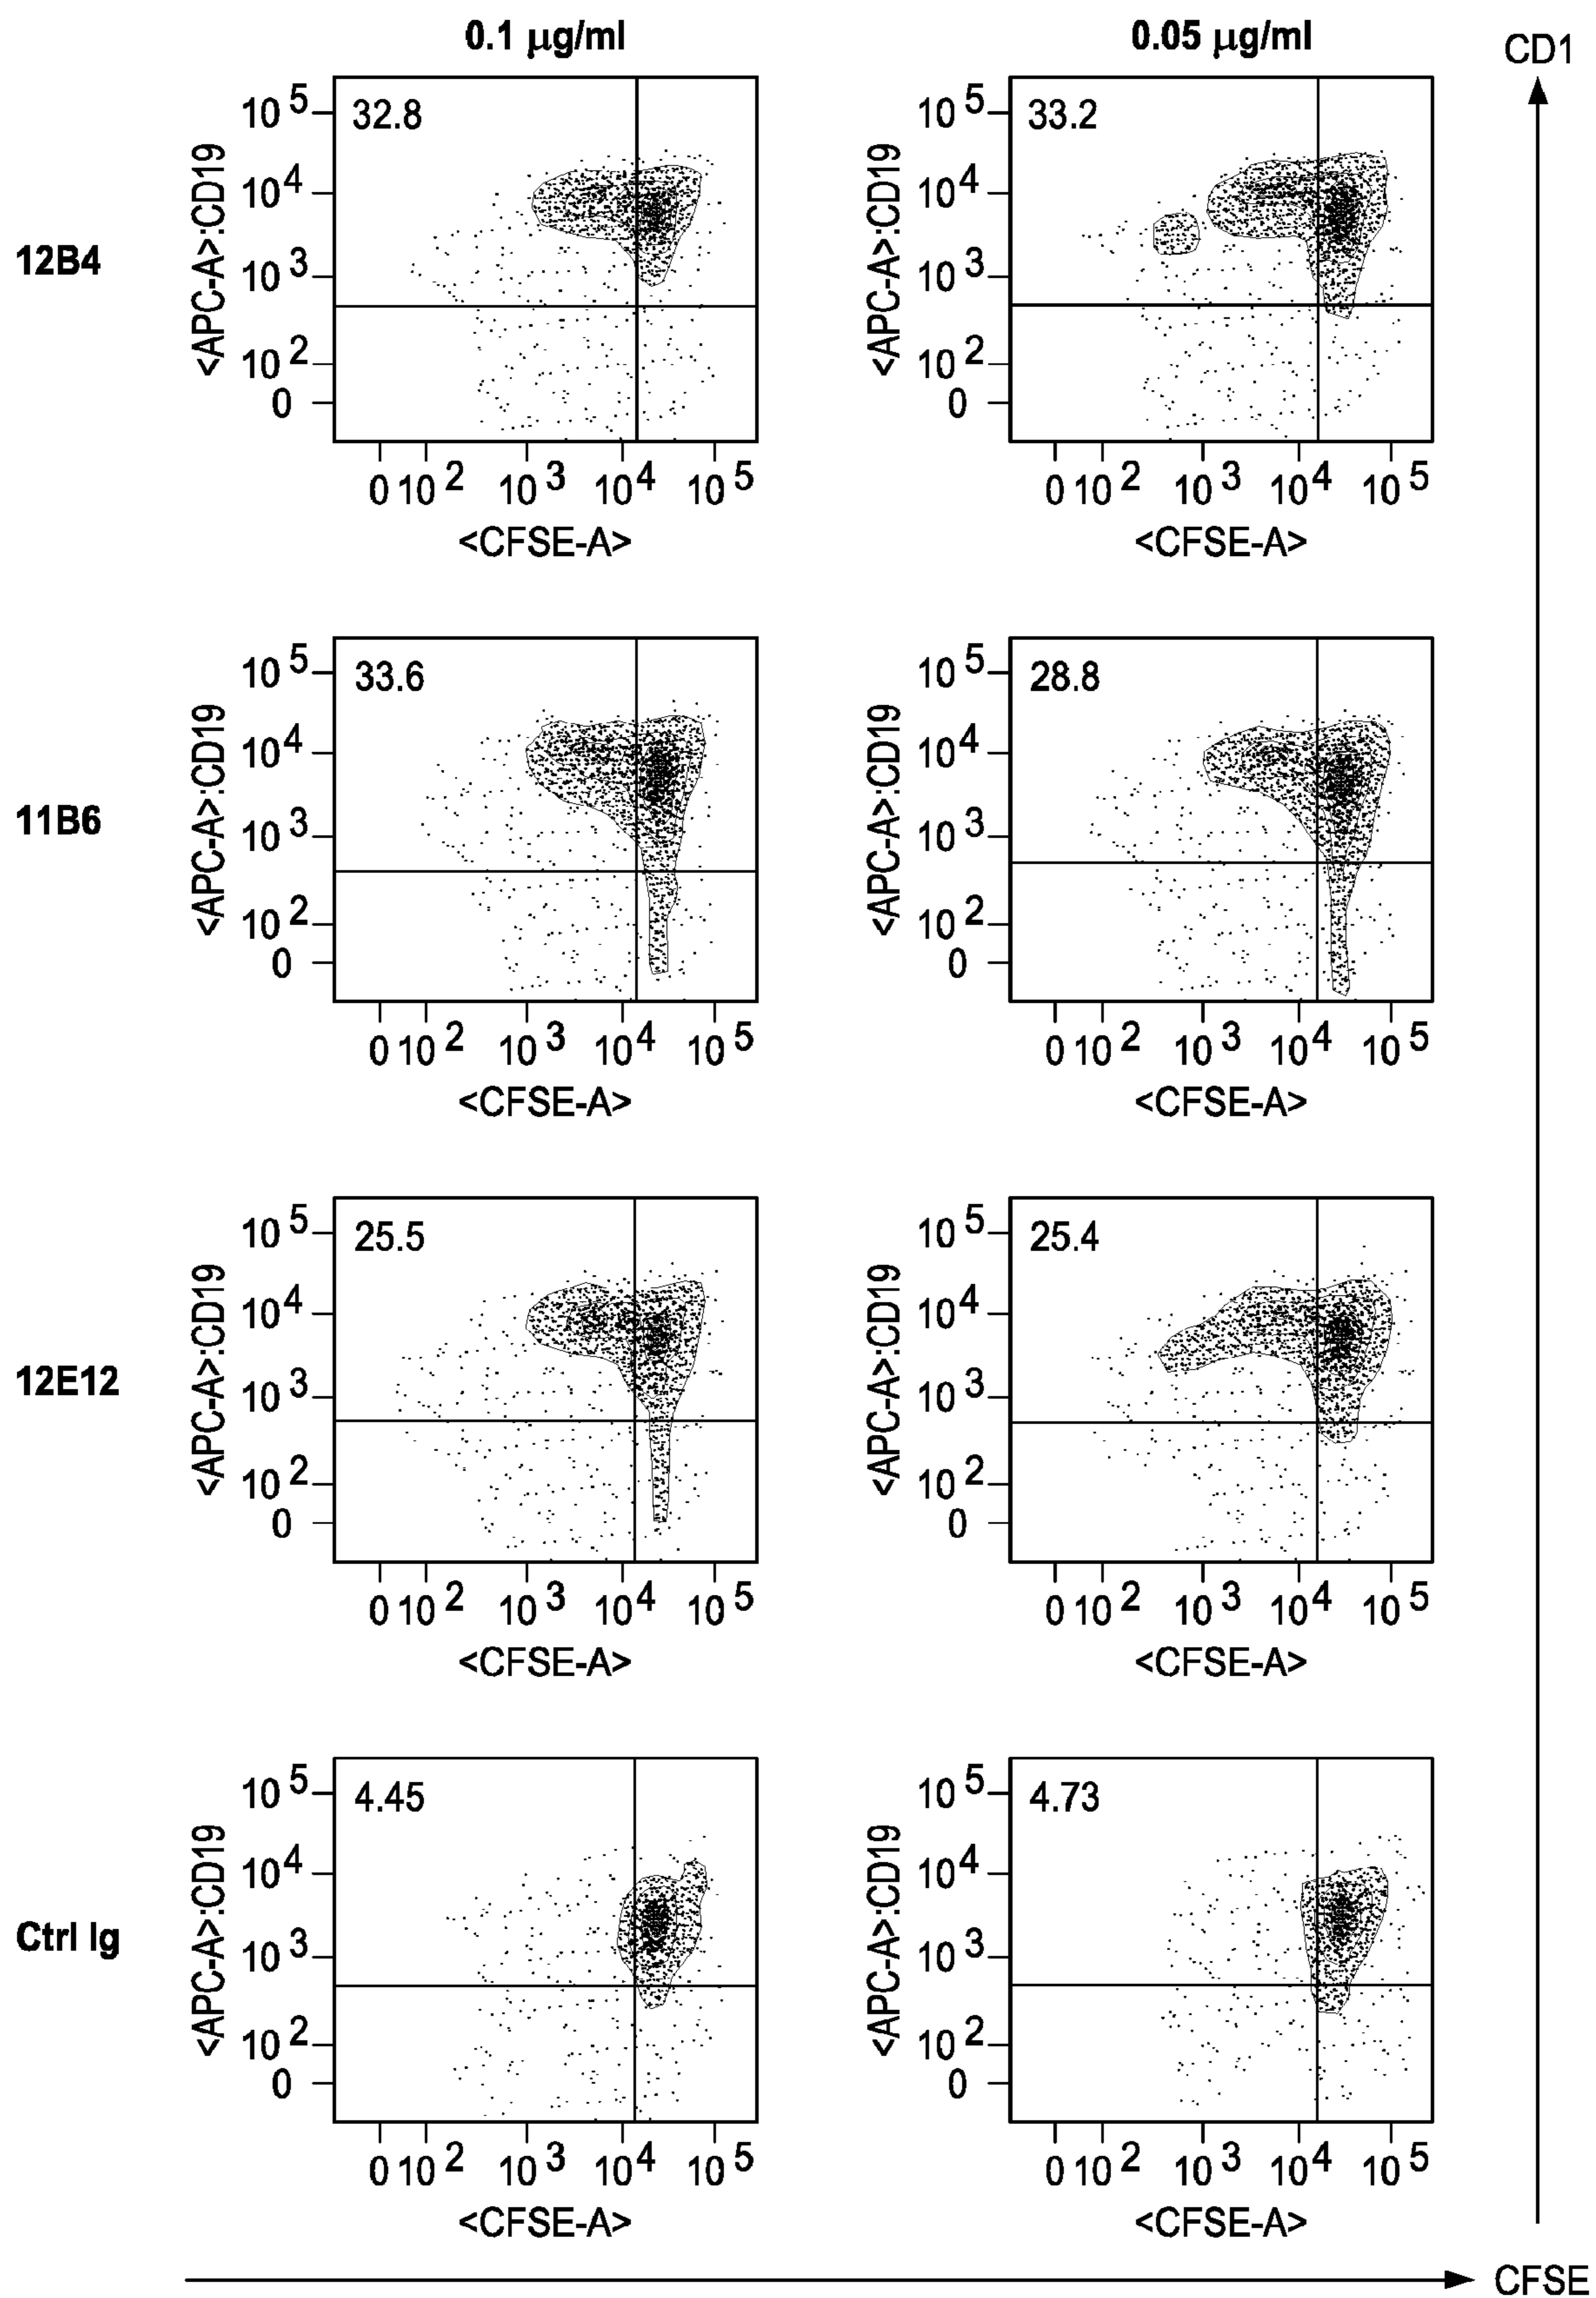 0.1 μg/ml 0.05 μg/ml CD1
12B4
<APC-A>:CD19 10 5 10 4 10 3 10 2 0
32.8
0 10 2 10 3 10 4 10 5
<CFSE-A>
<APC-A>:CD19 10 5 10 4 10 3 10 2 0
33.2
0 10 2 10 3 10 4 10 5
<CFSE-A>
11B6
<APC-A>:CD19 10 5 10 4 10 3 10 2 0
33.6
0 10 2 10 3 10 4 10 5
<CFSE-A>
<APC-A>:CD19 10 5 10 4 10 3 10 2 0
28.8
0 10 2 10 3 10 4 10 5
<CFSE-A>
12E12
<APC-A>:CD19 10 5 10 4 10 3 10 2 0
25.5
0 10 2 10 3 10 4 10 5
<CFSE-A>
<APC-A>:CD19 10 5 10 4 10 3 10 2 0
25.4
0 10 2 10 3 10 4 10 5
<CFSE-A>
Ctrl Ig
<APC-A>:CD19 10 5 10 4 10 3 10 2 0
4.45
0 10 2 10 3 10 4 10 5
<CFSE-A>
<APC-A>:CD19 10 5 10 4 10 3 10 2 0
4.73
0 10 2 10 3 10 4 10 5
<CFSE-A>
CFSE